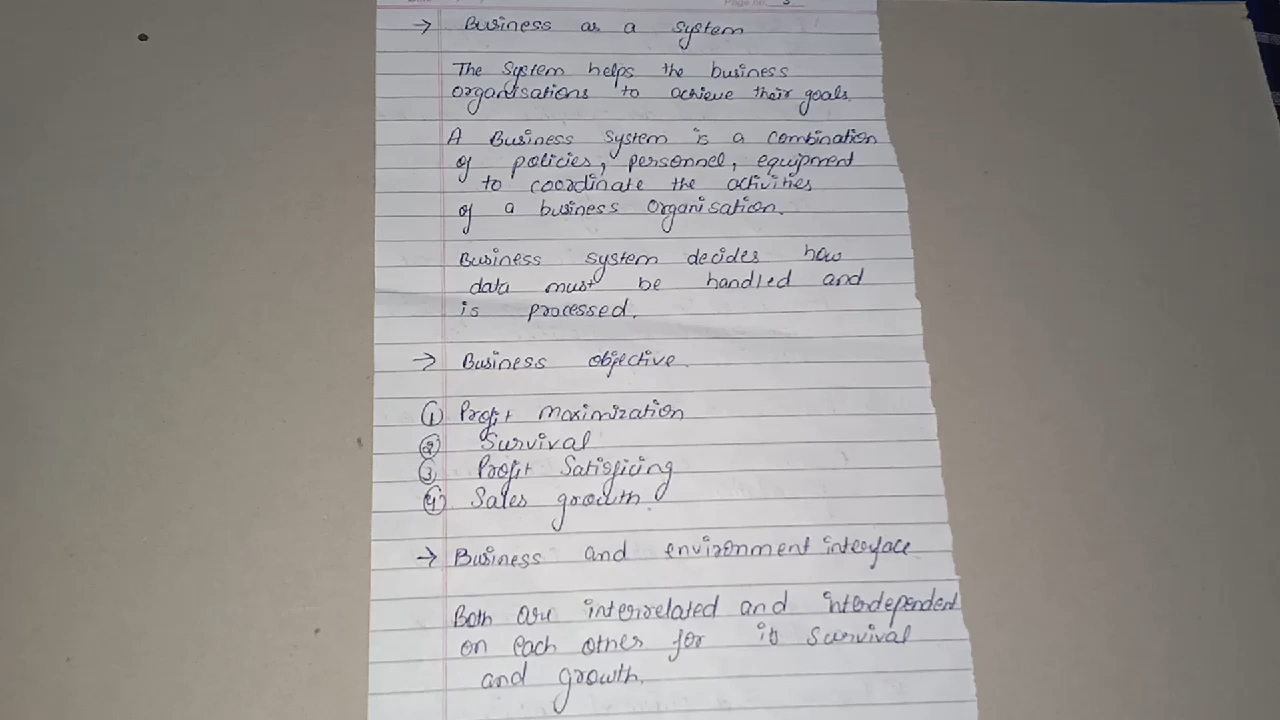 Page No. 3
→ Business as a system
The System helps the business
organisations to achieve their goals.
A Business System is a combination
of policies, personnel, equipment
to coordinate the activities
of a business organisation.
Business system decides how
data must be handled and
is processed.
→ Business objective.
① Profit maximization
② Survival
③ Profit Satisficing
④ Sales growth.
→ Business and environment interface
Both are interrelated and interdependent
on each other for its survival
and growth.